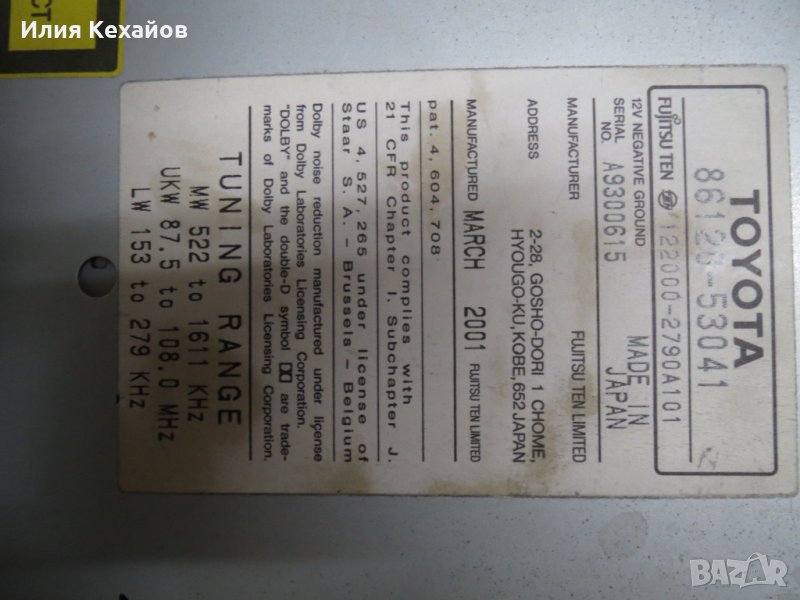 Илия Кехайов
CT
TOYOTA
86120-53041
FUJITSU TEN 122000-2790A101
12V NEGATIVE GROUND
SERIAL NO. A9300615
MADE IN
JAPAN
MANUFACTURER FUJITSU TEN LIMITED
ADDRESS 2-28, GOSHO-DORI 1 CHOME,
HYOUGO-KU, KOBE, 652 JAPAN
MANUFACTURED MARCH 2001 FUJITSU TEN LIMITED
pat. 4, 604, 708.
This product complies with
21 CFR Chapter I. Subchapter J.
US 4, 527, 265 under license of
Staar S. A. – Brussels – Belgium
Dolby noise reduction manufactured under license
from Dolby Laboratories Licensing Corporation.
"DOLBY" and the double-D symbol are trade-
marks of Dolby Laboratories Licensing Corporation.
TUNING RANGE
MW 522 to 1611 KHz
UKW 87,5 to 108,0 MHz
LW 153 to 279 KHz
BAZAR